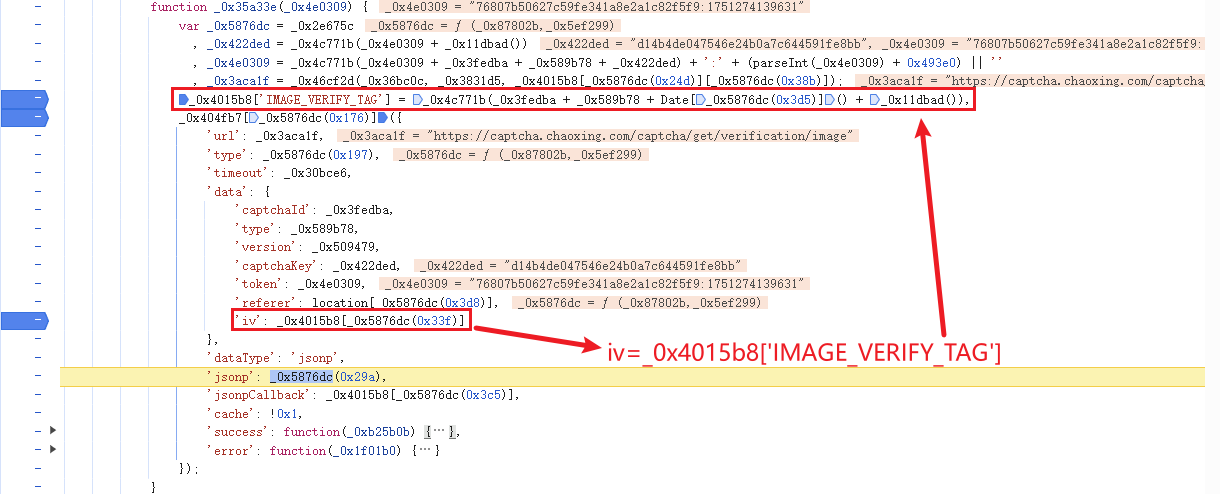 function _0x35a33e(_0x4e0309) { _0x4e0309 = "76807b50627c59fe341a8e2a1c82f5f9:1751274139631"
var _0x5876dc = _0x2e675c _0x5876dc = ƒ (_0x87802b,_0x5ef299)
, _0x422ded = _0x4c771b(_0x4e0309 + _0x11dbad()) _0x422ded = "d14b4de047546e24b0a7c644591fe8bb", _0x4e0309 = "76807b50627c59fe341a8e2a1c82f5f9:
, _0x4e0309 = _0x4c771b(_0x4e0309 + _0x3fedba + _0x589b78 + _0x422ded) + ':' + (parseInt(_0x4e0309) + 0x493e0) || ''
, _0x3aca1f = _0x46cf2d(_0x36bc0c, _0x3831d5, _0x4015b8[_0x5876dc(0x24d)][_0x5876dc(0x38b)]); _0x3aca1f = "https://captcha.chaoxing.com/captcha
_0x4015b8['IMAGE_VERIFY_TAG'] = _0x4c771b(_0x3fedba + _0x589b78 + Date[_0x5876dc(0x3d5)]() + _0x11dbad()),
_0x404fb7[_0x5876dc(0x176)]({
'url': _0x3aca1f, _0x3aca1f = "https://captcha.chaoxing.com/captcha/get/verification/image"
'type': _0x5876dc(0x197), _0x5876dc = ƒ (_0x87802b,_0x5ef299)
'timeout': _0x30bce6,
'data': {
'captchaId': _0x3fedba,
'type': _0x589b78,
'version': _0x509479,
'captchaKey': _0x422ded, _0x422ded = "d14b4de047546e24b0a7c644591fe8bb"
'token': _0x4e0309, _0x4e0309 = "76807b50627c59fe341a8e2a1c82f5f9:1751274139631"
'referer': location[_0x5876dc(0x3d8)], _0x5876dc = ƒ (_0x87802b,_0x5ef299)
'iv': _0x4015b8[_0x5876dc(0x33f)]
iv=_0x4015b8['IMAGE_VERIFY_TAG']
},
'dataType': 'jsonp',
'jsonp': _0x5876dc(0x29a),
'jsonpCallback': _0x4015b8[_0x5876dc(0x3c5)],
'cache': !0x1,
'success': function(_0xb25b0b) {…},
'error': function(_0x1f01b0) {…}
});
}